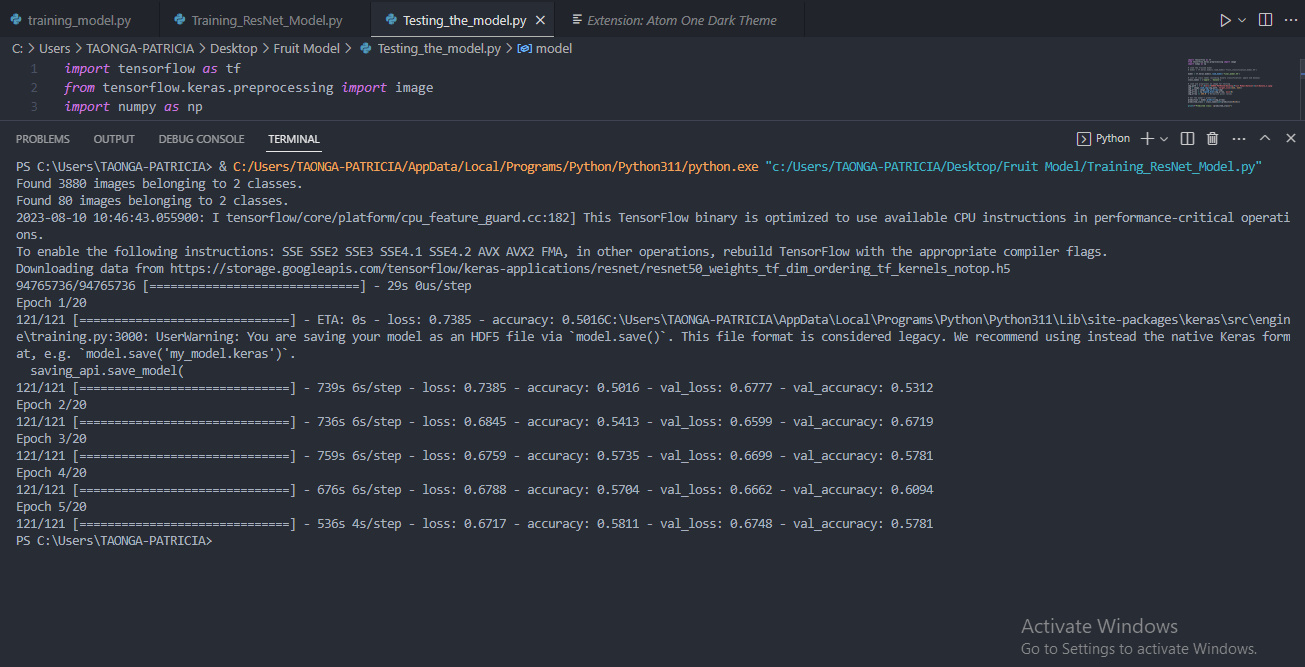 training_model.py Training_ResNet_Model.py Testing_the_model.py Extension: Atom One Dark Theme
C: > Users > TAONGA-PATRICIA > Desktop > Fruit Model > Testing_the_model.py > model
1 import tensorflow as tf
2 from tensorflow.keras.preprocessing import image
3 import numpy as np
PROBLEMS OUTPUT DEBUG CONSOLE TERMINAL Python
PS C:\Users\TAONGA-PATRICIA> & C:/Users/TAONGA-PATRICIA/AppData/Local/Programs/Python/Python311/python.exe "c:/Users/TAONGA-PATRICIA/Desktop/Fruit Model/Training_ResNet_Model.py"
Found 3880 images belonging to 2 classes.
Found 80 images belonging to 2 classes.
2023-08-10 10:46:43.055900: I tensorflow/core/platform/cpu_feature_guard.cc:182] This TensorFlow binary is optimized to use available CPU instructions in performance-critical operati
ons.
To enable the following instructions: SSE SSE2 SSE3 SSE4.1 SSE4.2 AVX AVX2 FMA, in other operations, rebuild TensorFlow with the appropriate compiler flags.
Downloading data from https://storage.googleapis.com/tensorflow/keras-applications/resnet/resnet50_weights_tf_dim_ordering_tf_kernels_notop.h5
94765736/94765736 [==============================] - 29s 0us/step
Epoch 1/20
121/121 [==============================] - ETA: 0s - loss: 0.7385 - accuracy: 0.5016C:\Users\TAONGA-PATRICIA\AppData\Local\Programs\Python\Python311\Lib\site-packages\keras\src\engin
e\training.py:3000: UserWarning: You are saving your model as an HDF5 file via `model.save()`. This file format is considered legacy. We recommend using instead the native Keras form
at, e.g. `model.save('my_model.keras')`.
  saving_api.save_model(
121/121 [==============================] - 739s 6s/step - loss: 0.7385 - accuracy: 0.5016 - val_loss: 0.6777 - val_accuracy: 0.5312
Epoch 2/20
121/121 [==============================] - 736s 6s/step - loss: 0.6845 - accuracy: 0.5413 - val_loss: 0.6599 - val_accuracy: 0.6719
Epoch 3/20
121/121 [==============================] - 759s 6s/step - loss: 0.6759 - accuracy: 0.5735 - val_loss: 0.6699 - val_accuracy: 0.5781
Epoch 4/20
121/121 [==============================] - 676s 6s/step - loss: 0.6788 - accuracy: 0.5704 - val_loss: 0.6662 - val_accuracy: 0.6094
Epoch 5/20
121/121 [==============================] - 536s 4s/step - loss: 0.6717 - accuracy: 0.5811 - val_loss: 0.6748 - val_accuracy: 0.5781
PS C:\Users\TAONGA-PATRICIA>
Activate Windows
Go to Settings to activate Windows.